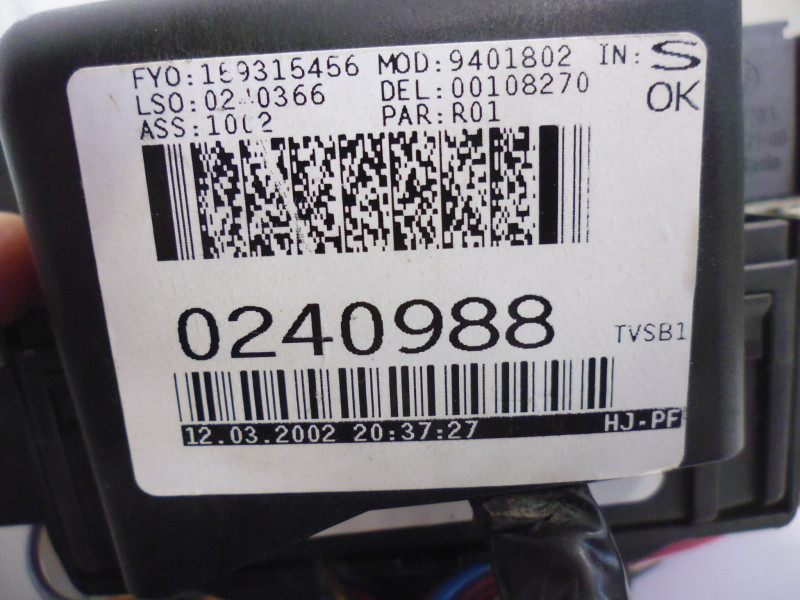 FYO:159315456 MOD:9401802 IN: S
LSO:0240366 DEL:00108270 OK
ASS:1002 PAR:R01
0240988 TVSB1
12.03.2002 20:37:27 HJ-PF